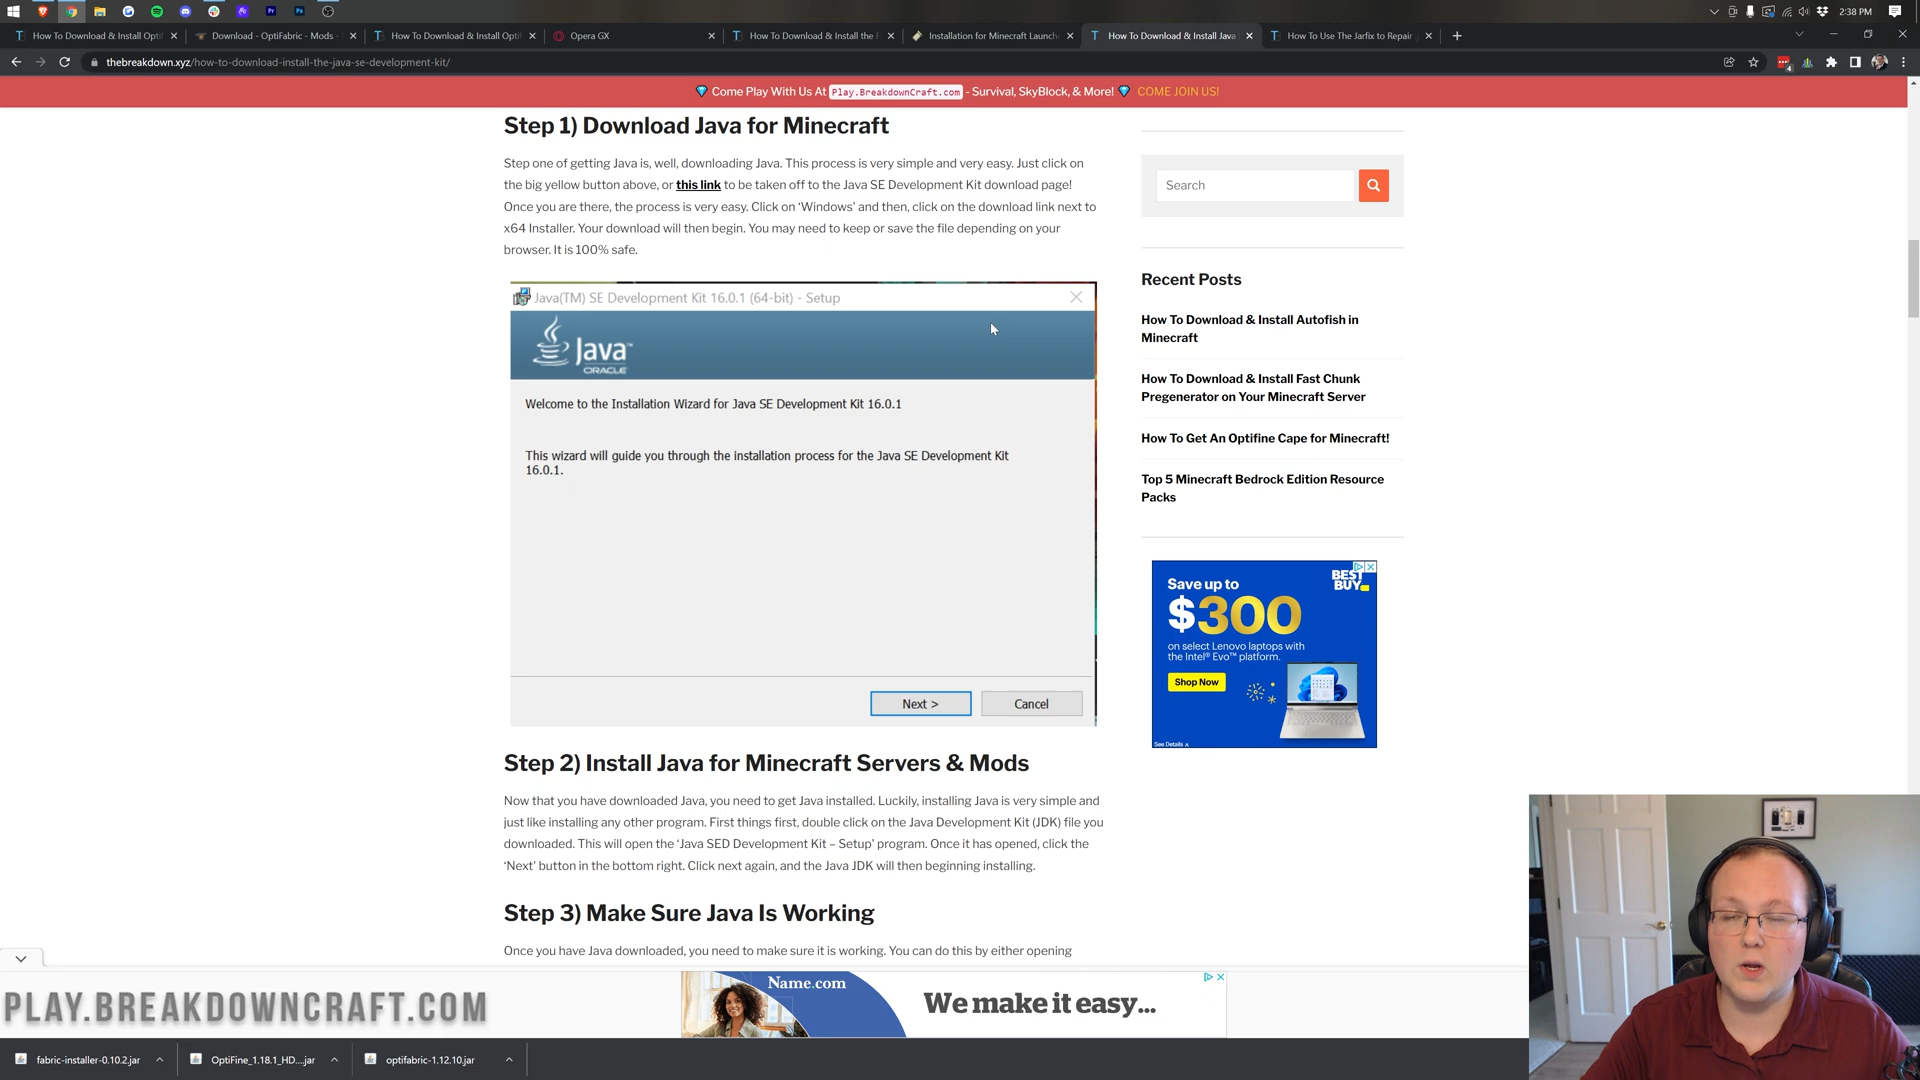 2:38 PM
How To Download & Install Opti
Download - OptiFabric - Mods -
How To Download & Install Opti
Opera GX
How To Download & Install the F
Installation for Minecraft Launch
How To Download & Install Java
How To Use The Jarfix to Repair
thebreakdown.xyz/how-to-download-install-the-java-se-development-kit/
Come Play With Us At Play.BreakdownCraft.com - Survival, SkyBlock, & More! COME JOIN US!
Step 1) Download Java for Minecraft
Step one of getting Java is, well, downloading Java. This process is very simple and very easy. Just click on
the big yellow button above, or this link to be taken off to the Java SE Development Kit download page!
Once you are there, the process is very easy. Click on ‘Windows’ and then, click on the download link next to
x64 Installer. Your download will then begin. You may need to keep or save the file depending on your
browser. It is 100% safe.
Java(TM) SE Development Kit 16.0.1 (64-bit) - Setup
Java™
ORACLE
Welcome to the Installation Wizard for Java SE Development Kit 16.0.1
This wizard will guide you through the installation process for the Java SE Development Kit
16.0.1.
Next >
Cancel
Step 2) Install Java for Minecraft Servers & Mods
Now that you have downloaded Java, you need to get Java installed. Luckily, installing Java is very simple and
just like installing any other program. First things first, double click on the Java Development Kit (JDK) file you
downloaded. This will open the ‘Java SED Development Kit – Setup’ program. Once it has opened, click the
‘Next’ button in the bottom right. Click next again, and the Java JDK will then beginning installing.
Step 3) Make Sure Java Is Working
Once you have Java downloaded, you need to make sure it is working. You can do this by either opening
Search
Recent Posts
How To Download & Install Autofish in
Minecraft
How To Download & Install Fast Chunk
Pregenerator on Your Minecraft Server
How To Get An Optifine Cape for Minecraft!
Top 5 Minecraft Bedrock Edition Resource
Packs
Save up to
BEST
BUY
$300
on select Lenovo laptops with
the Intel® Evo™ platform.
Shop Now
See Details
PLAY.BREAKDOWNCRAFT.COM
Name.com
We make it easy...
fabric-installer-0.10.2.jar
OptiFine_1.18.1_HD....jar
optifabric-1.12.10.jar